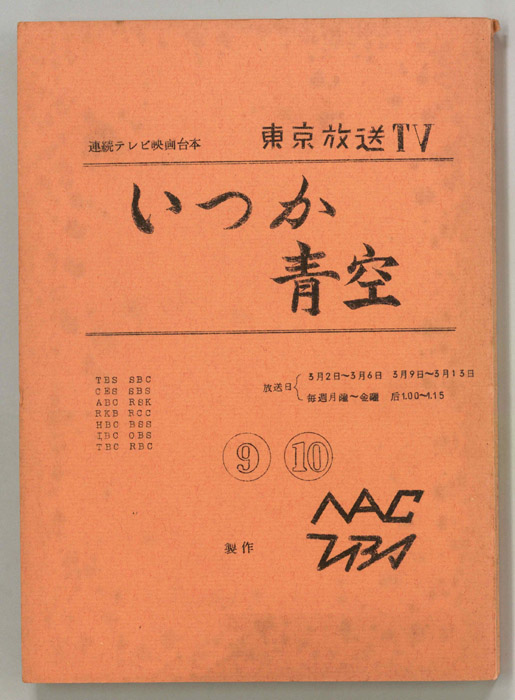 連続テレビ映画台本 東京放送TV
いつか
青空
TBS SBC
CBS SBS
ABC RSK
RKB RCC
HBC BSS
IBC OBS
TBC RBC
放送日 3月2日〜3月6日 3月9日〜3月13日
毎週月曜〜金曜 后1.00〜1.15
9 10
NAC
製作 TBS